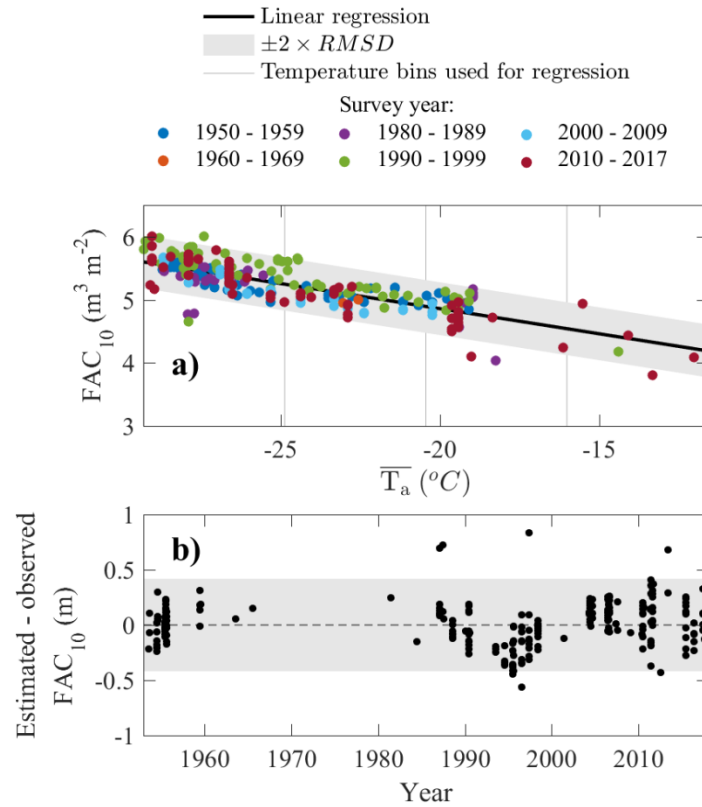 Linear regression
±2 × RMSD
Temperature bins used for regression
Survey year:
1950 - 1959 1980 - 1989 2000 - 2009
1960 - 1969 1990 - 1999 2010 - 2017
6
5
4
3
FAC₁₀ (m³ m⁻²)
a)
-25 -20 -15
T̅ₐ (°C)
1
0.5
0
-0.5
-1
Estimated - observed
FAC₁₀ (m)
b)
1960 1970 1980 1990 2000 2010
Year